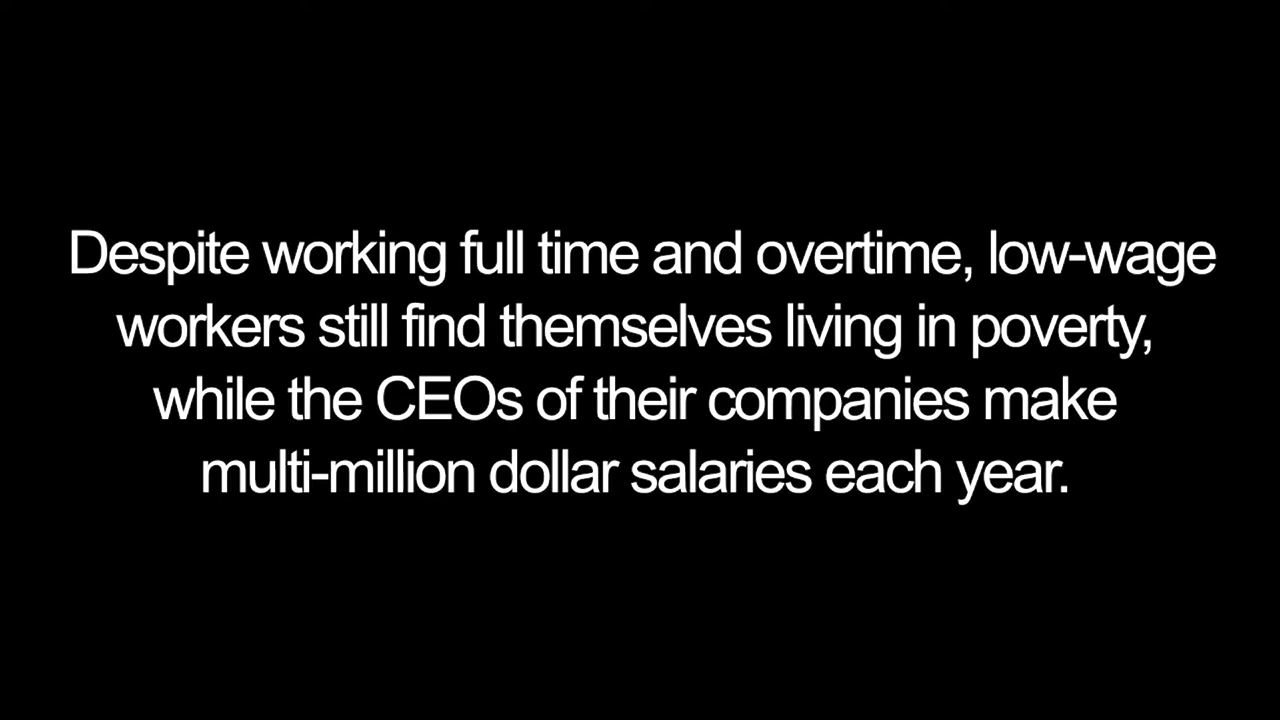 Despite working full time and overtime, low-wage
workers still find themselves living in poverty,
while the CEOs of their companies make
multi-million dollar salaries each year.